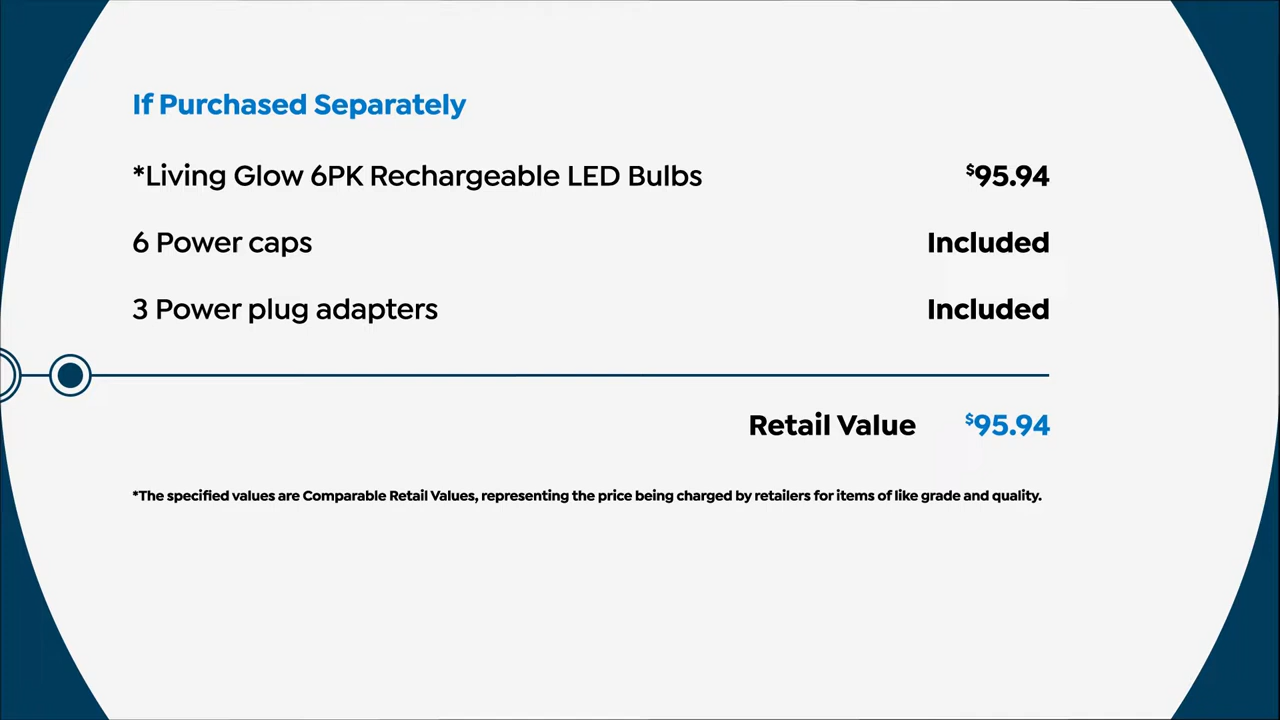 If Purchased Separately
*Living Glow 6PK Rechargeable LED Bulbs $95.94
6 Power caps Included
3 Power plug adapters Included
Retail Value $95.94
*The specified values are Comparable Retail Values, representing the price being charged by retailers for items of like grade and quality.